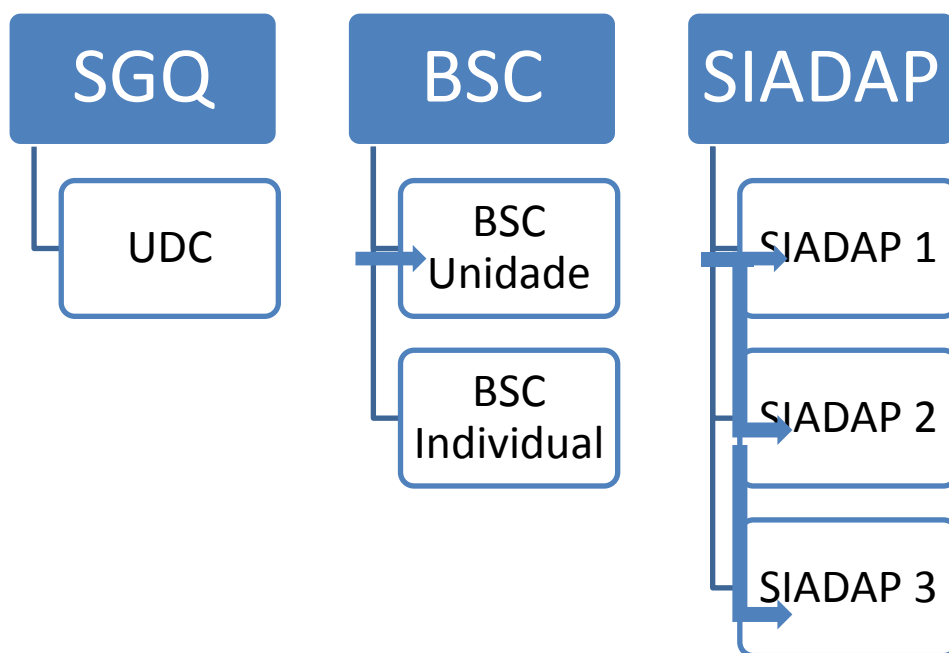 SGQ
UDC
BSC
BSC
Unidade
BSC
Individual
SIADAP
SIADAP 1
SIADAP 2
SIADAP 3